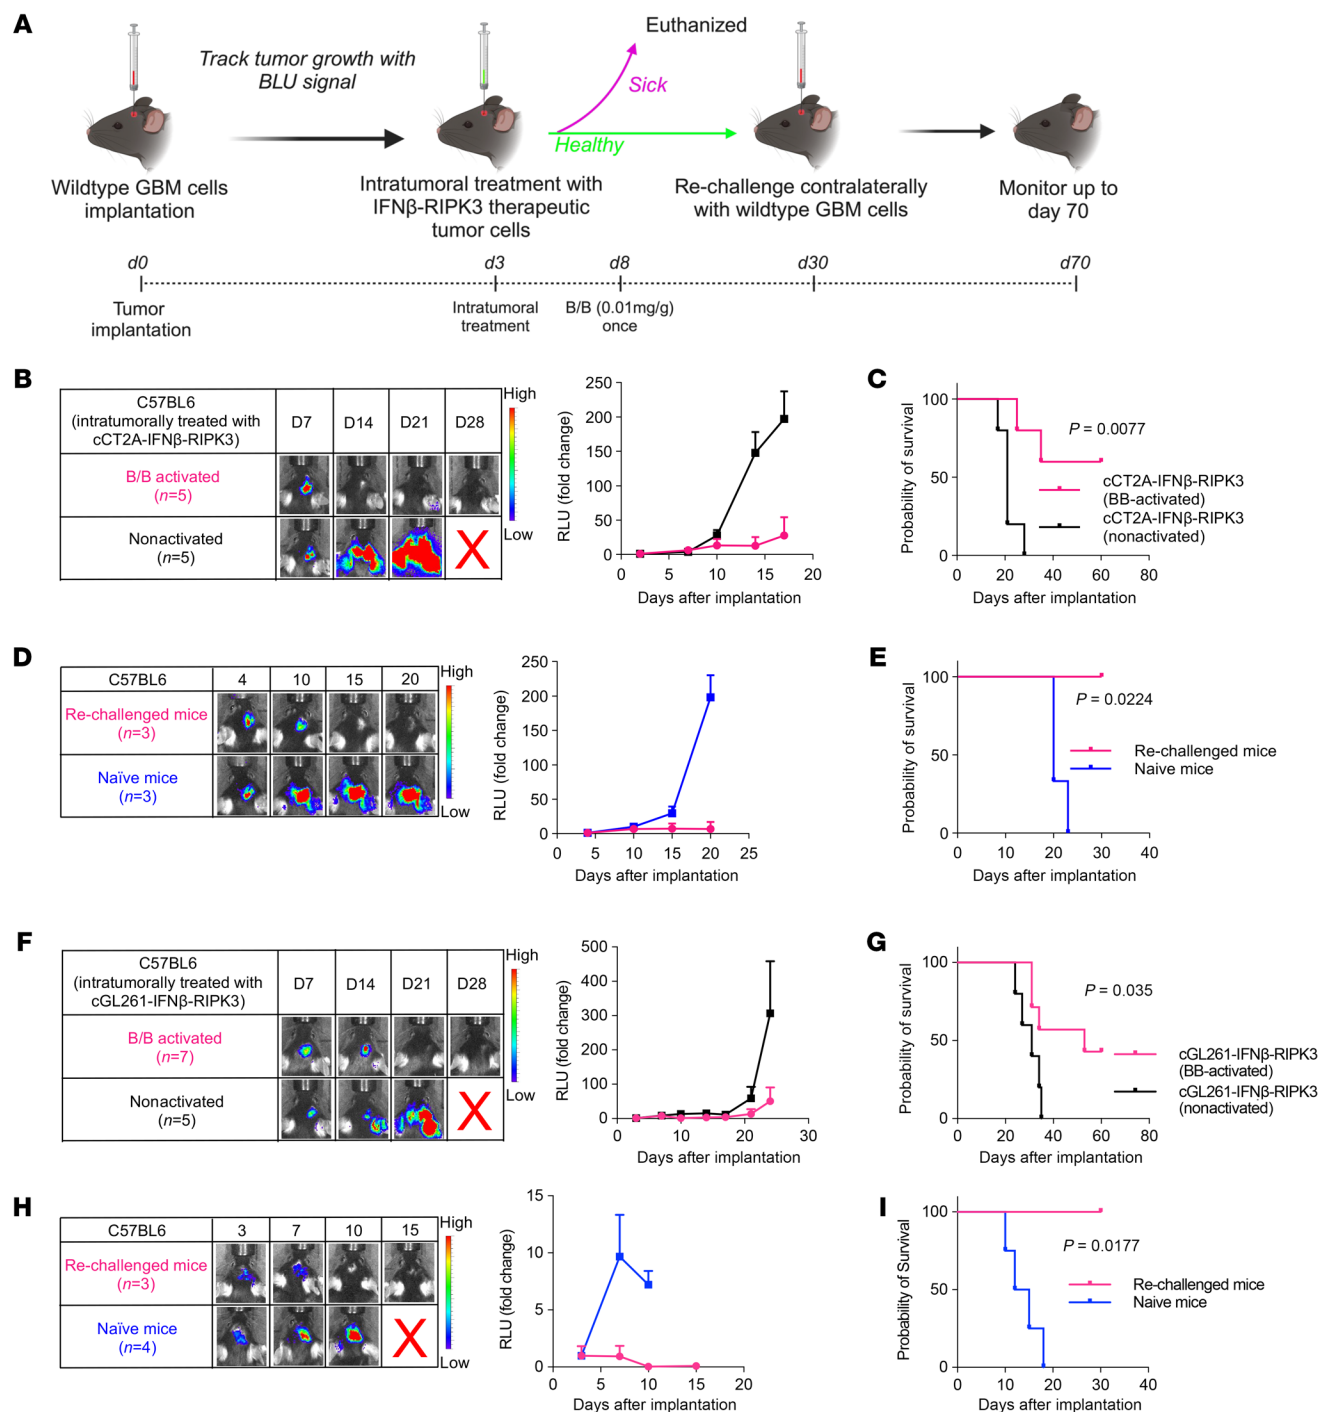 A
Track tumor growth with
BLU signal
Euthanized
Sick
Healthy
Wildtype GBM cells
implantation
Intratumoral treatment with
IFNβ-RIPK3 therapeutic
tumor cells
Re-challenge contralaterally
with wildtype GBM cells
Monitor up to
day 70
d0
d3
d8
d30
d70
Tumor
implantation
Intratumoral
treatment
B/B (0.01mg/g)
once
B
C57BL6
(intratumorally treated with
cCT2A-IFNβ-RIPK3)
D7
D14
D21
D28
B/B activated
(n=5)
Nonactivated
(n=5)
X
High
Low
RLU (fold change)
250
200
150
100
50
0
0
5
10
15
20
Days after implantation
C
Probability of survival
100
50
0
0
20
40
60
80
Days after implantation
P = 0.0077
cCT2A-IFNβ-RIPK3
(BB-activated)
cCT2A-IFNβ-RIPK3
(nonactivated)
D
C57BL6
4
10
15
20
Re-challenged mice
(n=3)
Naïve mice
(n=3)
High
Low
RLU (fold change)
250
200
150
100
50
0
0
5
10
15
20
25
Days after implantation
E
Probability of survival
100
50
0
0
10
20
30
40
Days after implantation
P = 0.0224
Re-challenged mice
Naive mice
F
C57BL6
(intratumorally treated with
cGL261-IFNβ-RIPK3)
D7
D14
D21
D28
B/B activated
(n=7)
Nonactivated
(n=5)
X
High
Low
RLU (fold change)
500
400
300
200
100
0
0
10
20
30
Days after implantation
G
Probability of survival
100
50
0
0
20
40
60
80
Days after implantation
P = 0.035
cGL261-IFNβ-RIPK3
(BB-activated)
cGL261-IFNβ-RIPK3
(nonactivated)
H
C57BL6
3
7
10
15
Re-challenged mice
(n=3)
Naïve mice
(n=4)
X
High
Low
RLU (fold change)
15
10
5
0
0
5
10
15
20
Days after implantation
I
Probability of Survival
100
50
0
0
10
20
30
40
Days after implantation
P = 0.0177
Re-challenged mice
Naive mice